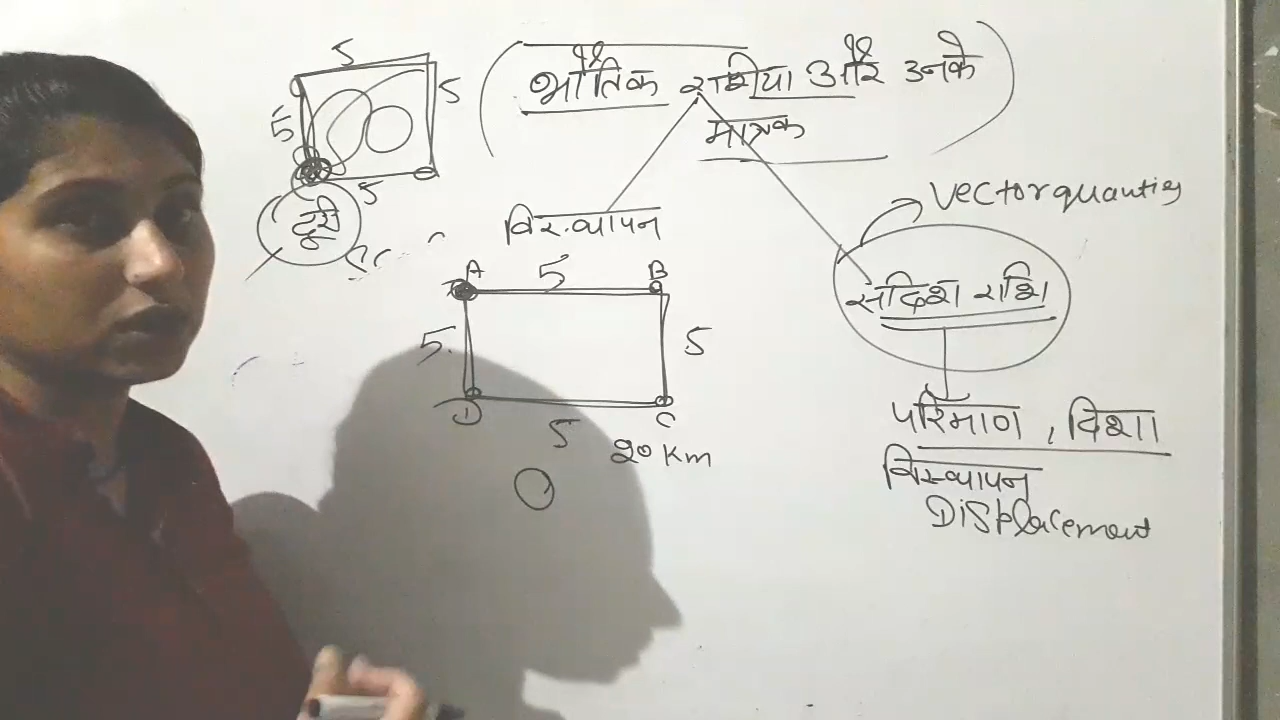 भौतिक राशीया और उनके
मात्रक
5
5
5
5
दूरी
विस्थापन
Vector quantity
A
5
B
5
5
D
5
C
20 Km
सदिश राशि
परिमाण , दिशा
विस्थापन
Displacement